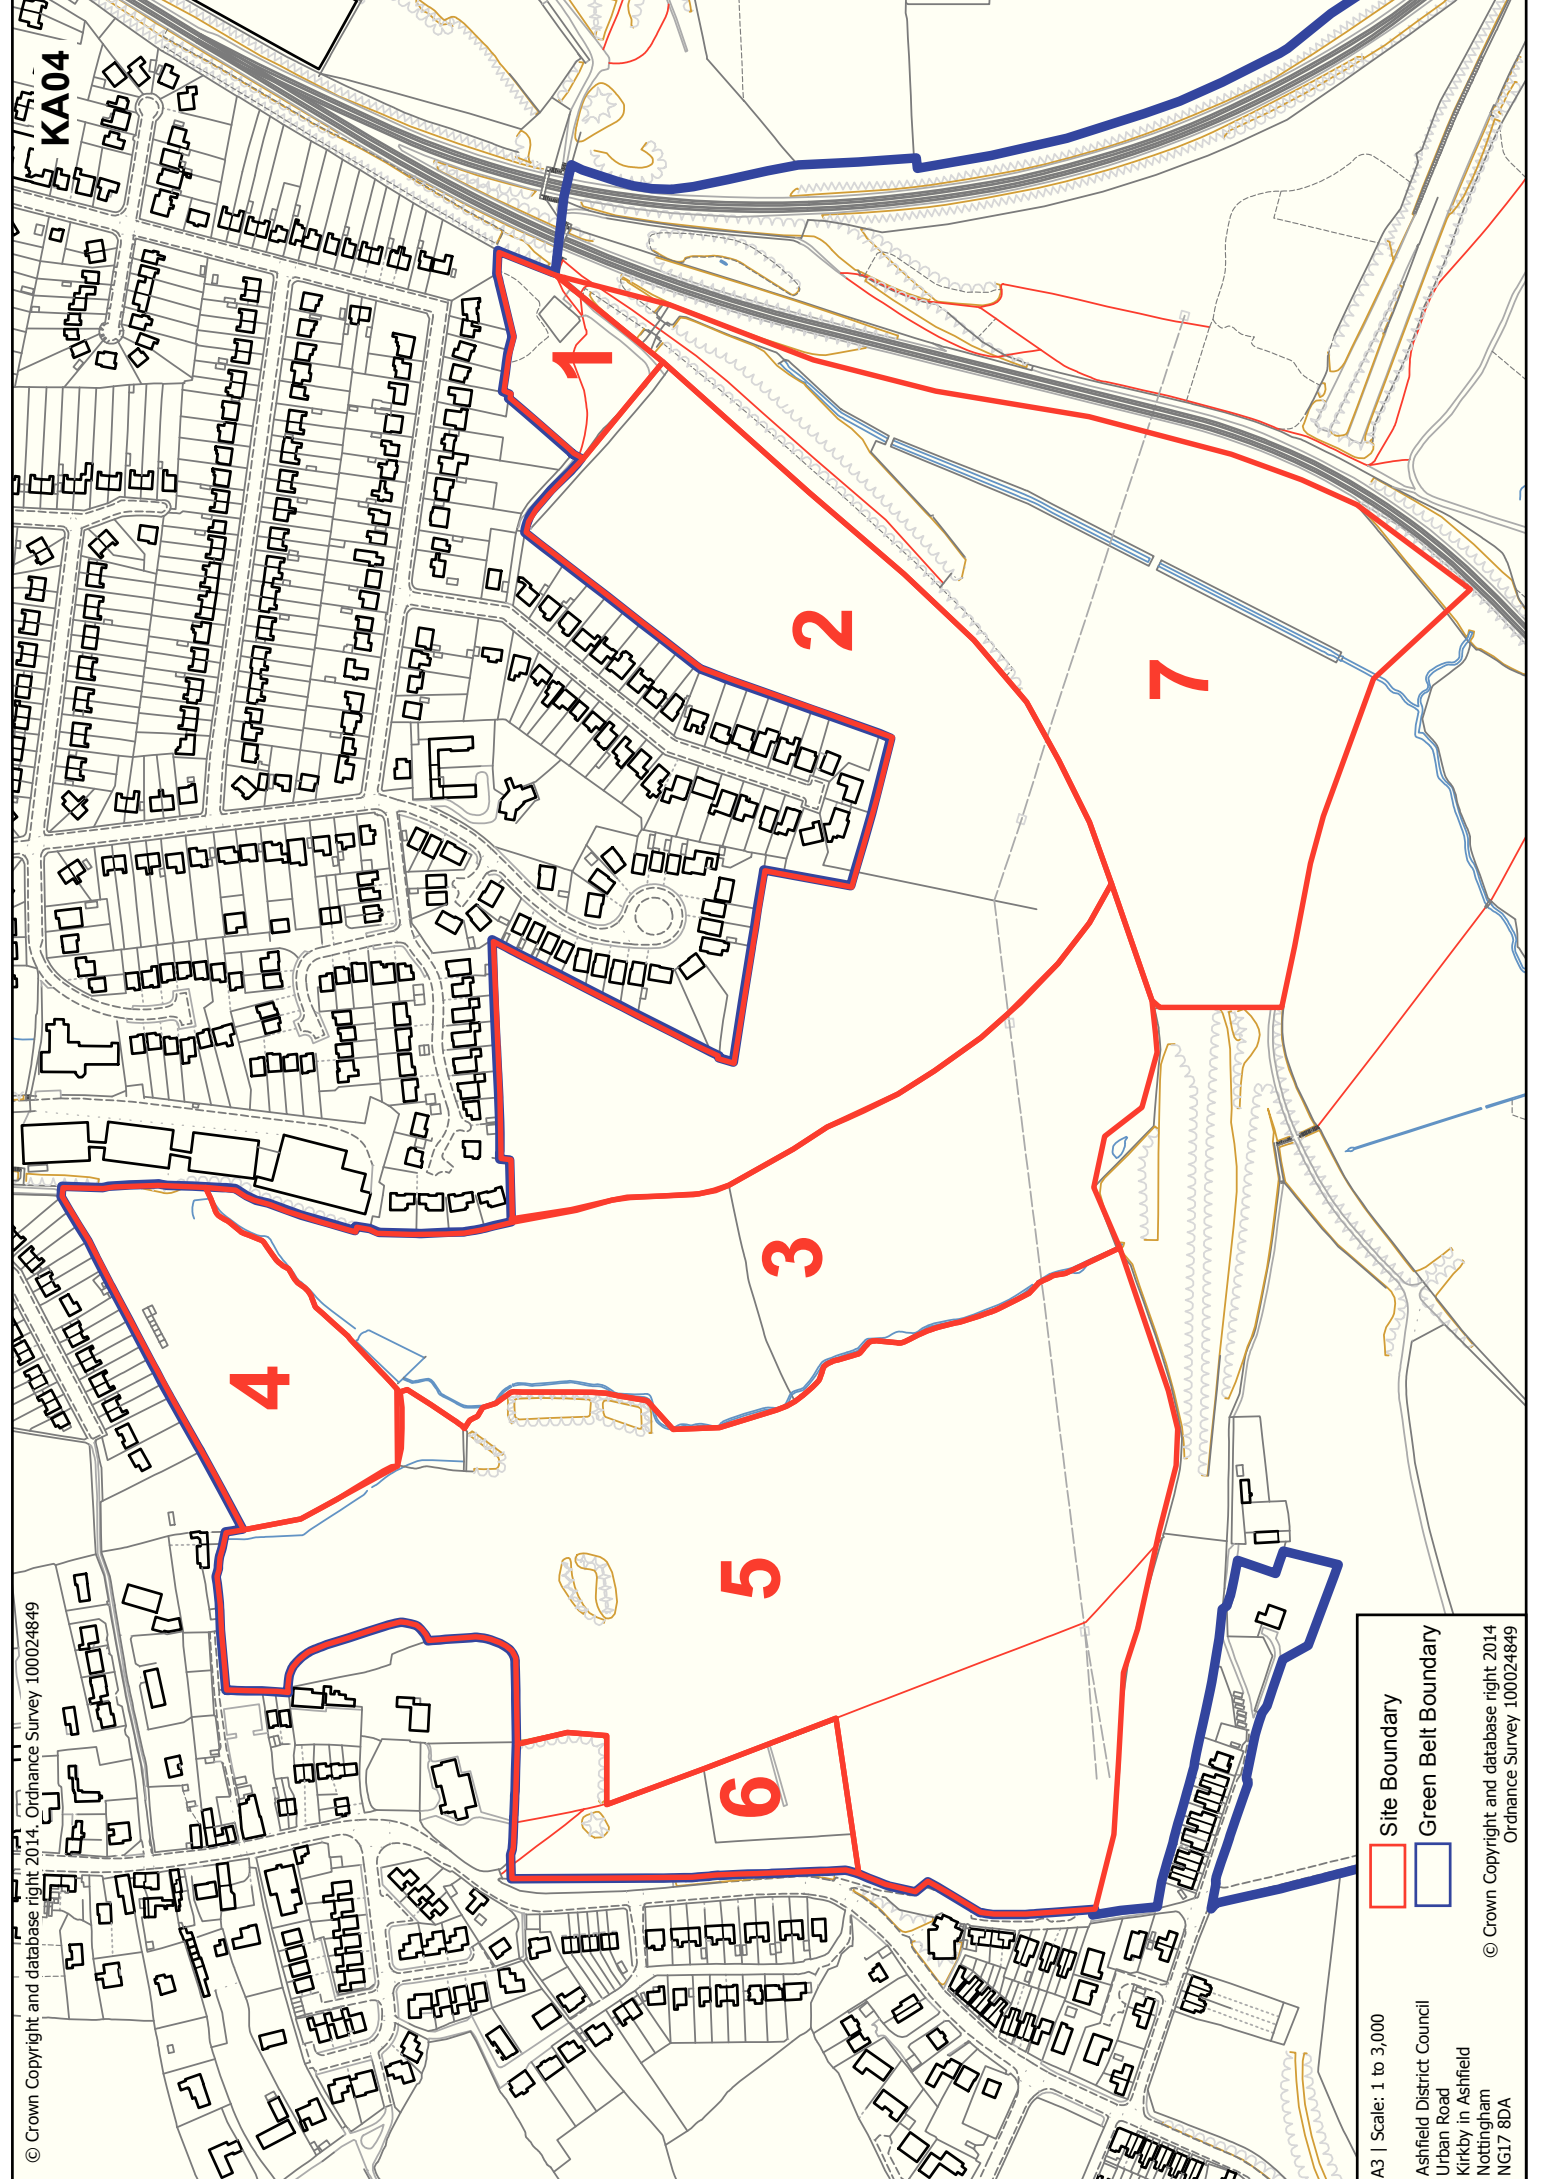 KA04
© Crown Copyright and database right 2014. Ordnance Survey 100024849
1
2
3
4
5
6
7
Site Boundary
Green Belt Boundary
A3 | Scale: 1 to 3,000
Ashfield District Council
Urban Road
Kirkby in Ashfield
Nottingham
NG17 8DA
© Crown Copyright and database right 2014
Ordnance Survey 100024849